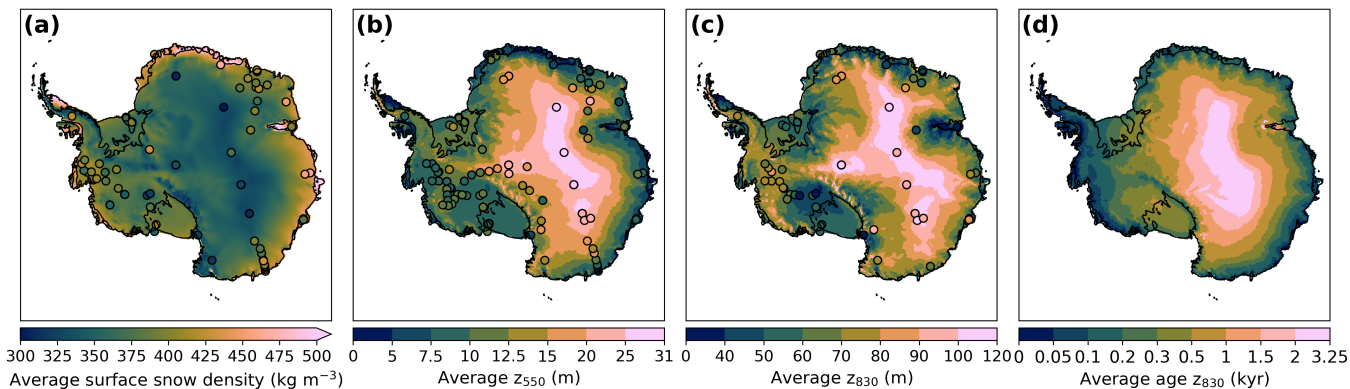 (a) (b) (c) (d)
300 325 350 375 400 425 450 475 500
0 5 7.5 10 12.5 15 20 25 31
0 40 50 60 70 80 90 100 120
0 0.05 0.1 0.2 0.3 0.5 1 1.5 2 3.25
Average surface snow density (kg m⁻³)
Average z₅₅₀ (m)
Average z₈₃₀ (m)
Average age z₈₃₀ (kyr)